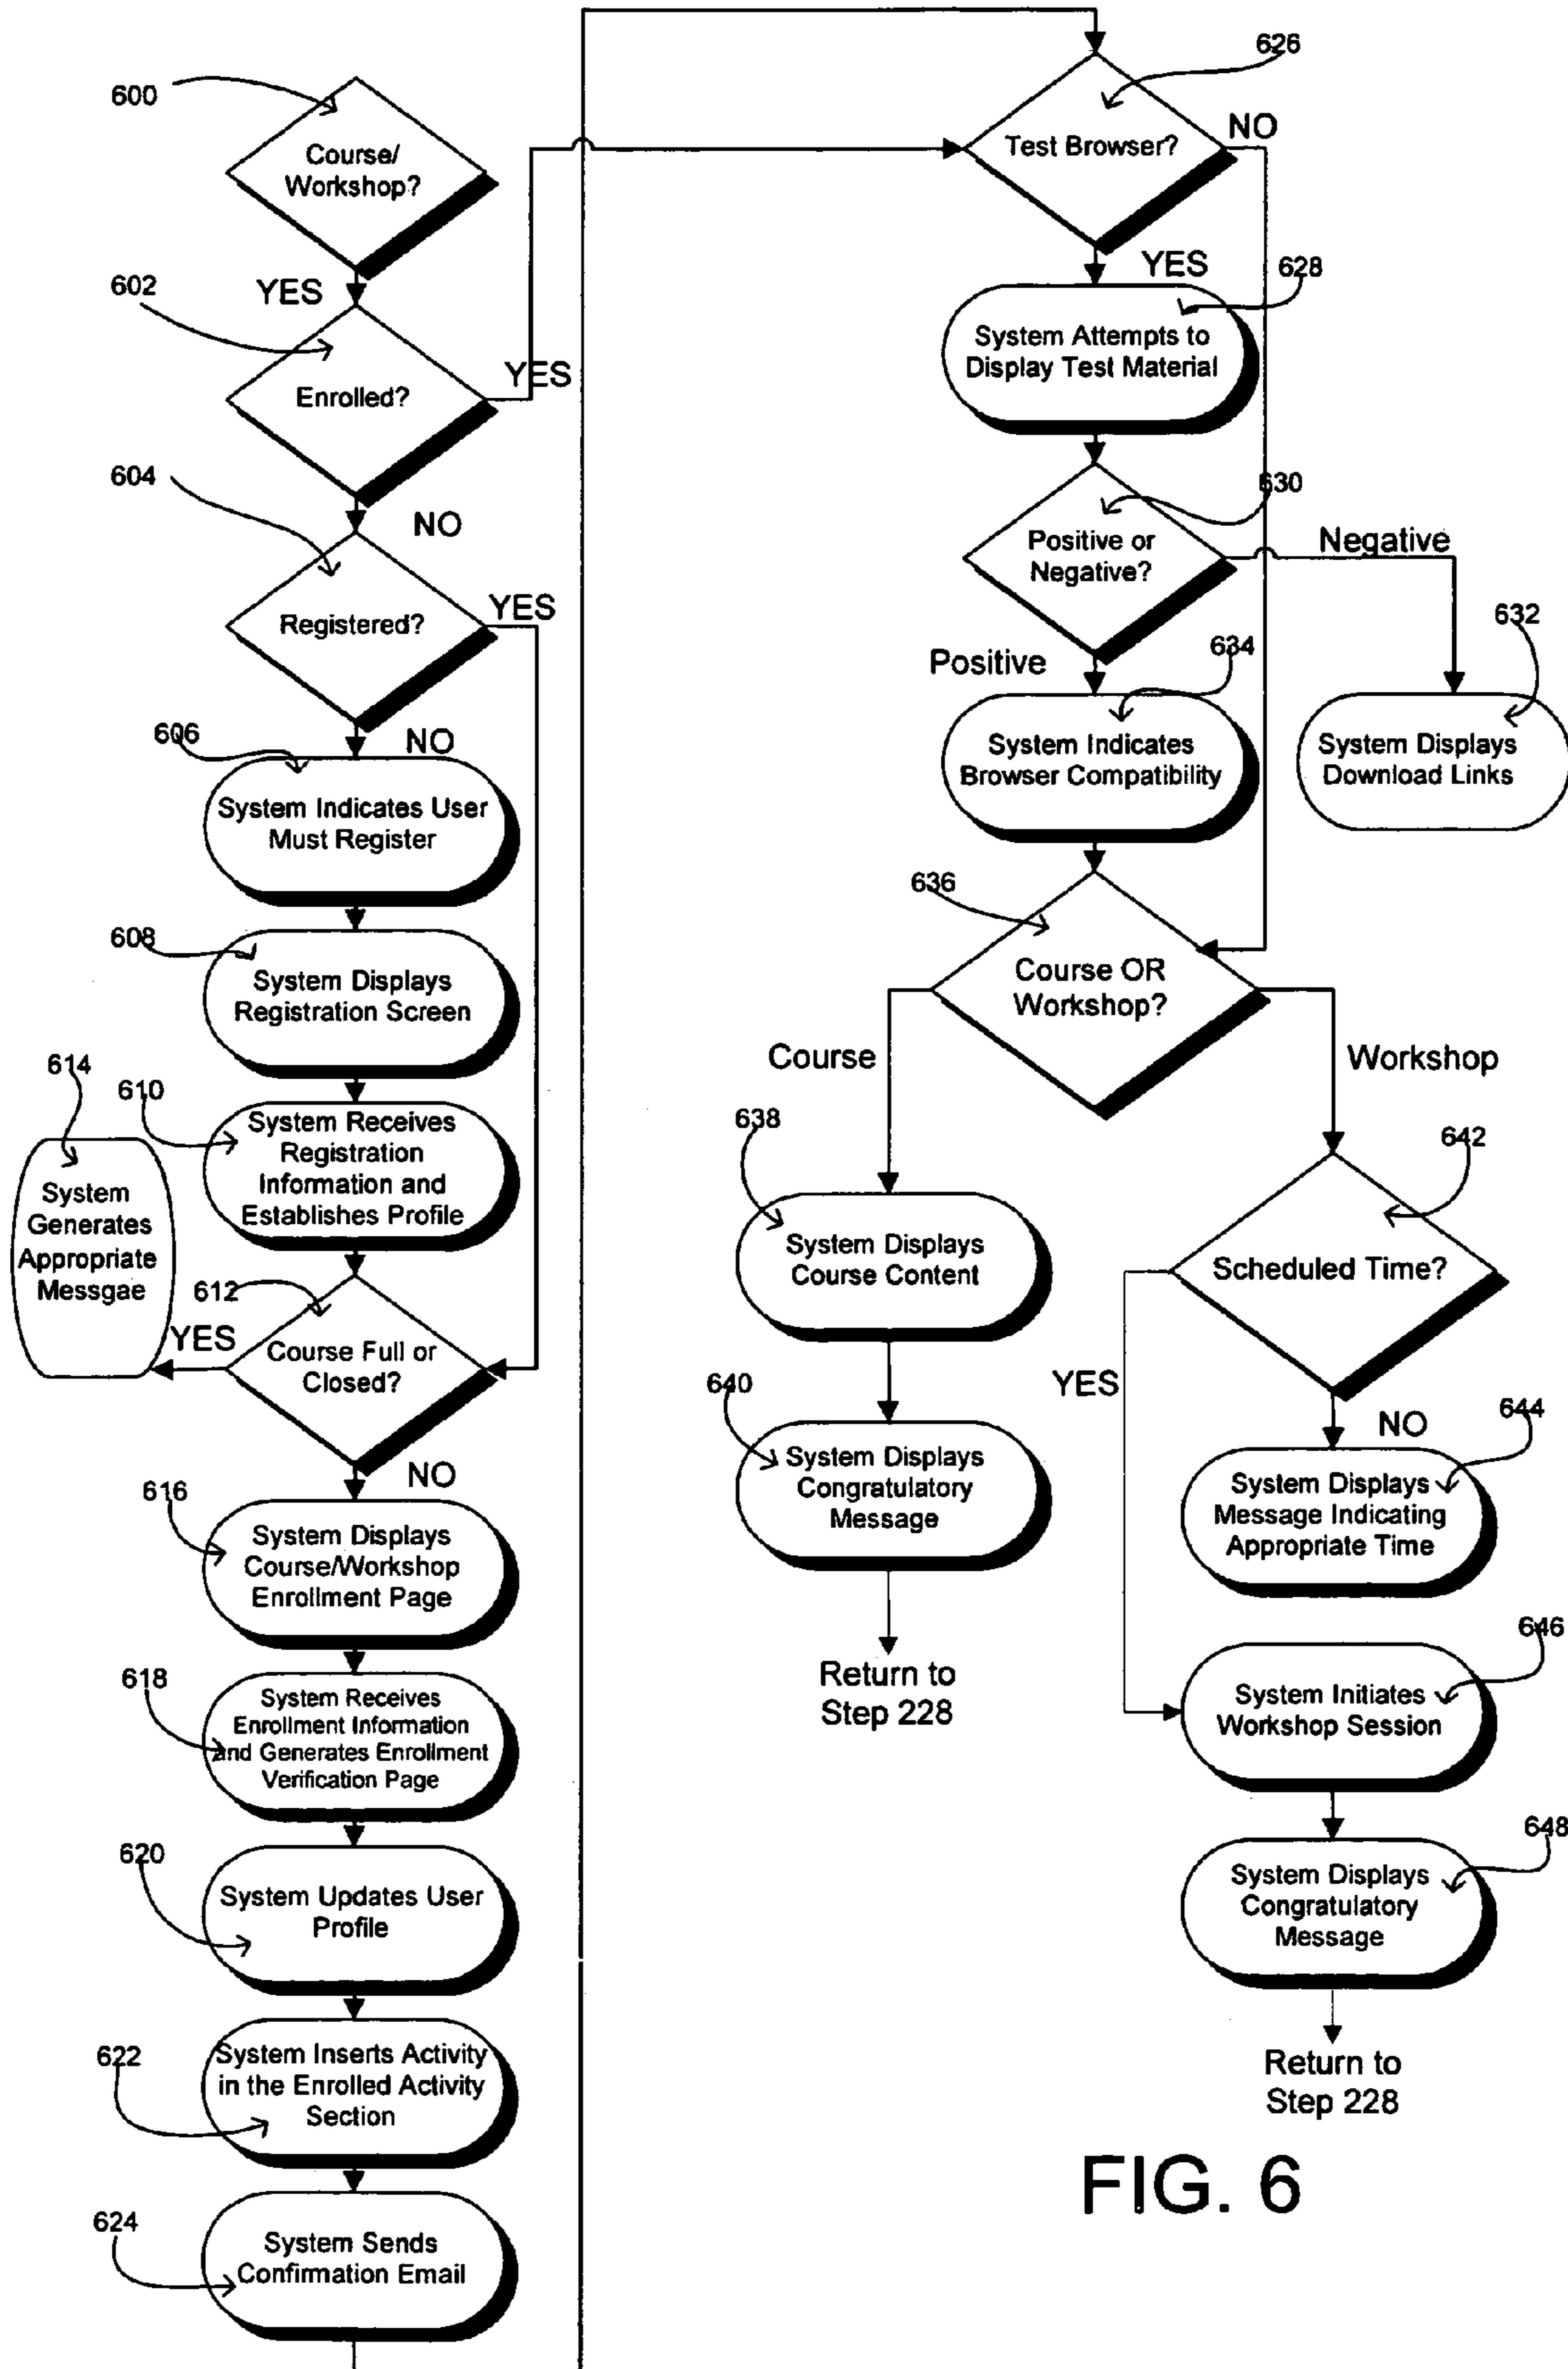 600
Course/
Workshop?
YES
602
Enrolled?
YES
NO
604
Registered?
YES
NO
606
System Indicates User
Must Register
608
System Displays
Registration Screen
610
System Receives
Registration
Information and
Establishes Profile
612
Course Full or
Closed?
YES
614
System
Generates
Appropriate
Messgae
NO
616
System Displays
Course/Workshop
Enrollment Page
618
System Receives
Enrollment Information
and Generates Enrollment
Verification Page
620
System Updates User
Profile
622
System Inserts Activity
in the Enrolled Activity
Section
624
System Sends
Confirmation Email
626
Test Browser?
NO
YES
628
System Attempts to
Display Test Material
630
Positive or
Negative?
Negative
632
System Displays
Download Links
Positive
634
System Indicates
Browser Compatibility
636
Course OR
Workshop?
Course
Workshop
638
System Displays
Course Content
640
System Displays
Congratulatory
Message
Return to
Step 228
642
Scheduled Time?
YES
NO
644
System Displays
Message Indicating
Appropriate Time
646
System Initiates
Workshop Session
648
System Displays
Congratulatory
Message
Return to
Step 228
FIG. 6